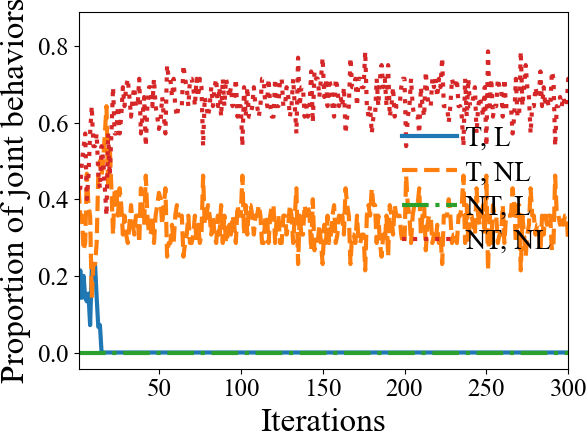 Proportion of joint behaviors
0.8
0.6
0.4
0.2
0.0
T, L
T, NL
NT, L
NT, NL
50
100
150
200
250
300
Iterations